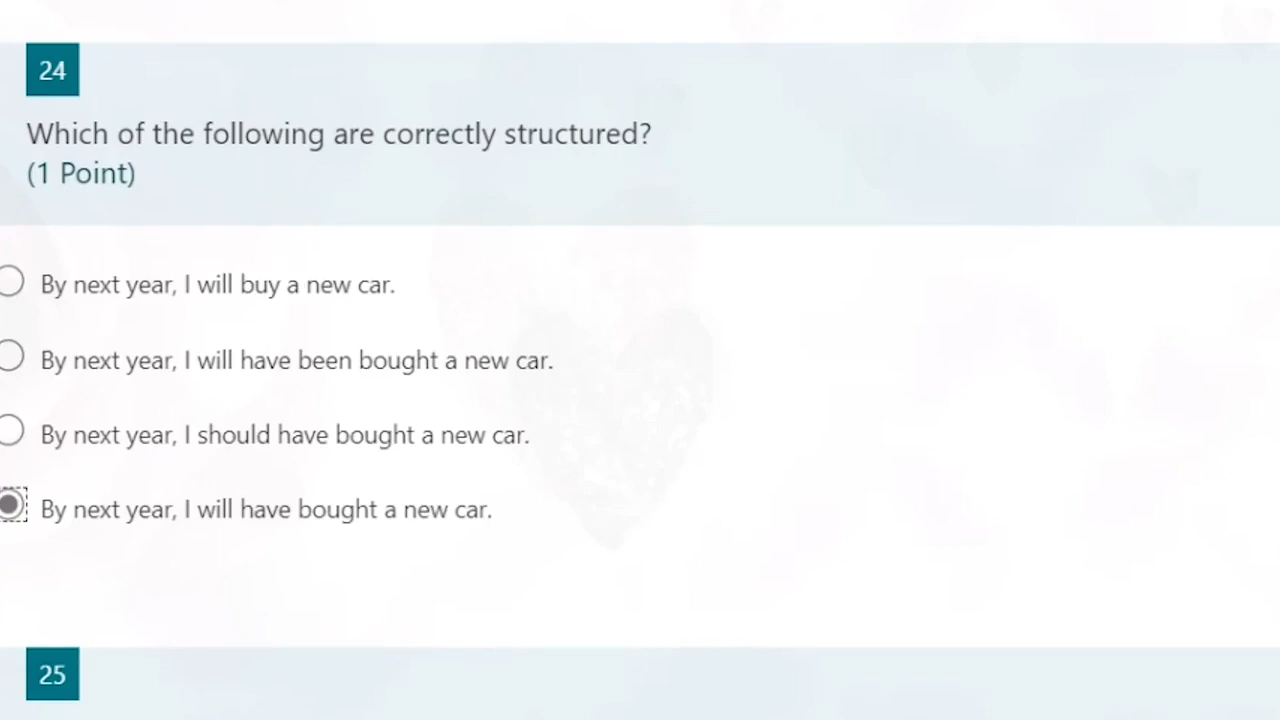 24
Which of the following are correctly structured?
(1 Point)
By next year, I will buy a new car.
By next year, I will have been bought a new car.
By next year, I should have bought a new car.
By next year, I will have bought a new car.
25